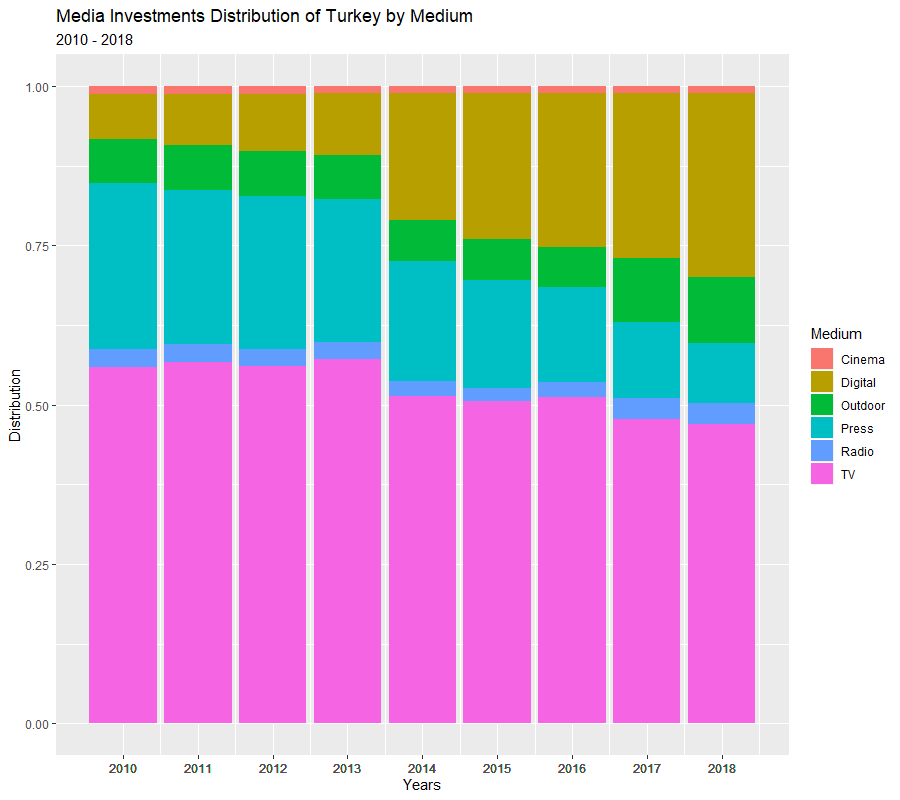 Media Investments Distribution of Turkey by Medium
2010 - 2018
1.00
0.75
0.50
0.25
0.00
Distribution
2010 2011 2012 2013 2014 2015 2016 2017 2018
Years
Medium
Cinema
Digital
Outdoor
Press
Radio
TV